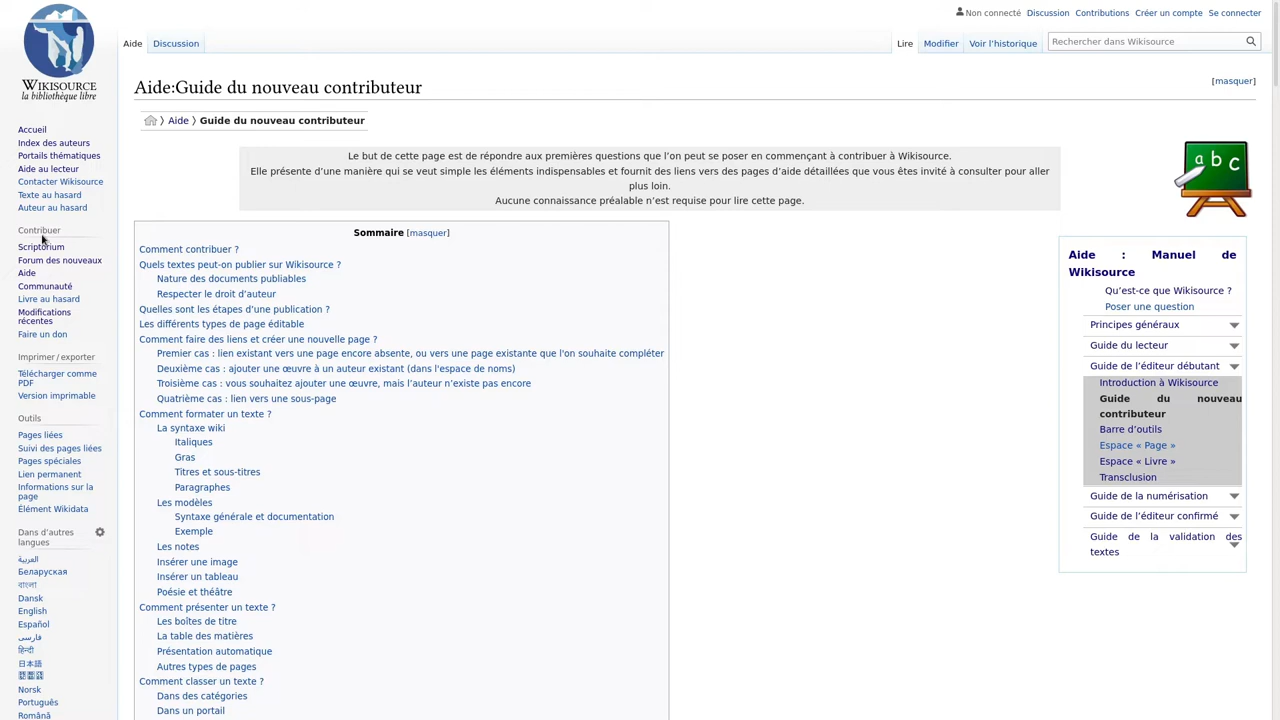 Non connecté Discussion Contributions Créer un compte Se connecter
Aide Discussion Lire Modifier Voir l’historique Rechercher dans Wikisource
WIKISOURCE
la bibliothèque libre
Accueil
Index des auteurs
Portails thématiques
Aide au lecteur
Contacter Wikisource
Texte au hasard
Auteur au hasard
Contribuer
Scriptorium
Forum des nouveaux
Aide
Communauté
Livre au hasard
Modifications
récentes
Faire un don
Imprimer / exporter
Télécharger comme
PDF
Version imprimable
Outils
Pages liées
Suivi des pages liées
Pages spéciales
Lien permanent
Informations sur la
page
Élément Wikidata
Dans d’autres
langues
العربية
Беларуская
বাংলা
Dansk
English
Español
فارسی
हिन्दी
日本語
Norsk
Português
Română
Aide:Guide du nouveau contributeur
[masquer]
〉 Aide 〉 Guide du nouveau contributeur
Le but de cette page est de répondre aux premières questions que l’on peut se poser en commençant à contribuer à Wikisource.
Elle présente d’une manière qui se veut simple les éléments indispensables et fournit des liens vers des pages d’aide détaillées que vous êtes invité à consulter pour aller
plus loin.
Aucune connaissance préalable n’est requise pour lire cette page.
a b c
Sommaire [masquer]
Comment contribuer ?
Quels textes peut-on publier sur Wikisource ?
Nature des documents publiables
Respecter le droit d’auteur
Quelles sont les étapes d’une publication ?
Les différents types de page éditable
Comment faire des liens et créer une nouvelle page ?
Premier cas : lien existant vers une page encore absente, ou vers une page existante que l'on souhaite compléter
Deuxième cas : ajouter une œuvre à un auteur existant (dans l'espace de noms)
Troisième cas : vous souhaitez ajouter une œuvre, mais l’auteur n’existe pas encore
Quatrième cas : lien vers une sous-page
Comment formater un texte ?
La syntaxe wiki
Italiques
Gras
Titres et sous-titres
Paragraphes
Les modèles
Syntaxe générale et documentation
Exemple
Les notes
Insérer une image
Insérer un tableau
Poésie et théâtre
Comment présenter un texte ?
Les boîtes de titre
La table des matières
Présentation automatique
Autres types de pages
Comment classer un texte ?
Dans des catégories
Dans un portail
Aide : Manuel de
Wikisource
Qu’est-ce que Wikisource ?
Poser une question
Principes généraux
Guide du lecteur
Guide de l’éditeur débutant
Introduction à Wikisource
Guide du nouveau
contributeur
Barre d’outils
Espace « Page »
Espace « Livre »
Transclusion
Guide de la numérisation
Guide de l’éditeur confirmé
Guide de la validation des
textes